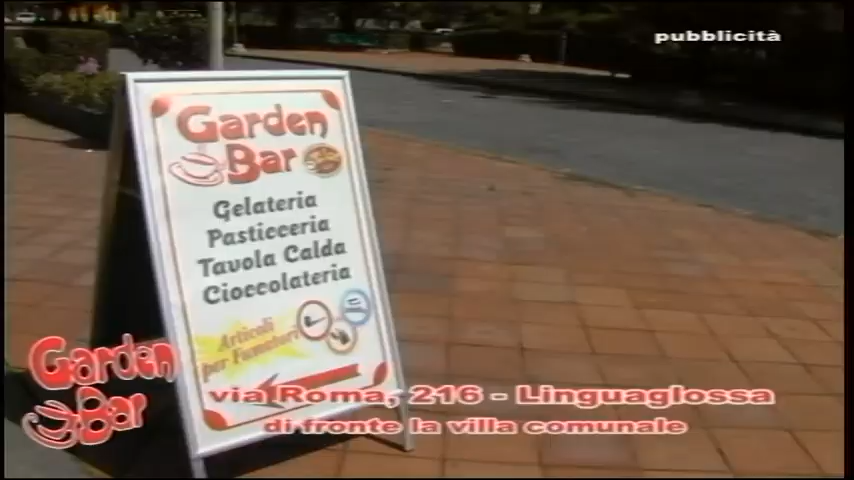 pubblicità
Garden
Bar
Gelateria
Pasticceria
Tavola Calda
Cioccolateria
Articoli
per Fumatori
Garden
Bar
via Roma, 216 - Linguaglossa
di fronte la villa comunale